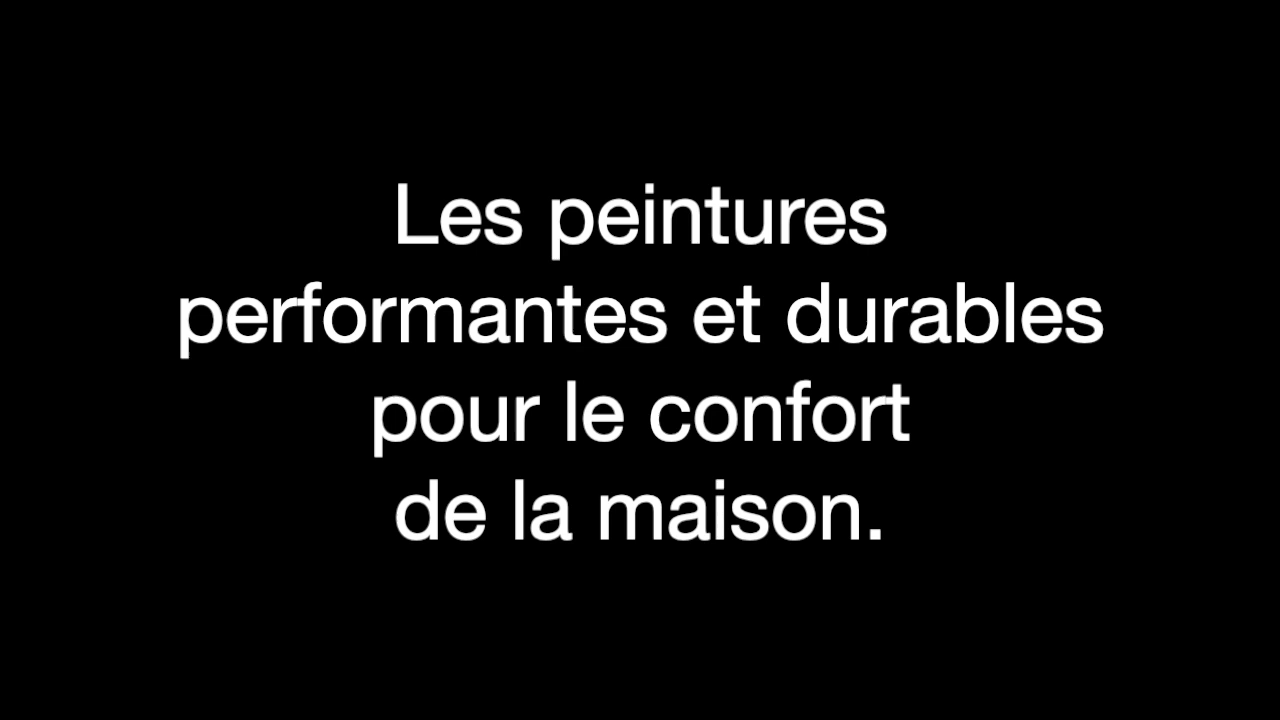 Les peintures
performantes et durables
pour le confort
de la maison.